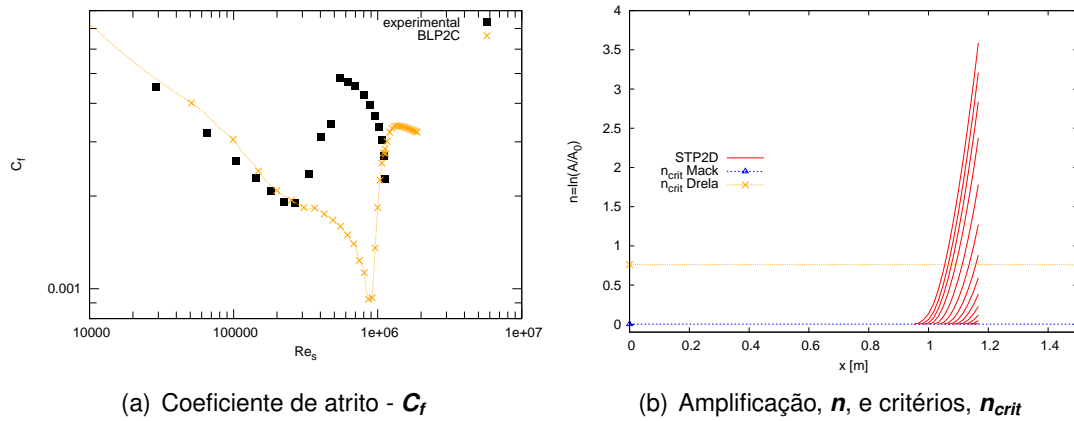 experimental
BLP2C
C_f
0.001
10000
100000
1e+06
1e+07
Re_s
(a) Coeficiente de atrito - C_f
4
3.5
3
2.5
2
1.5
1
0.5
0
n=ln(A/A_0)
STP2D
n_crit Mack
n_crit Drela
0
0.2
0.4
0.6
0.8
1
1.2
1.4
x [m]
(b) Amplificação, n, e critérios, n_crit